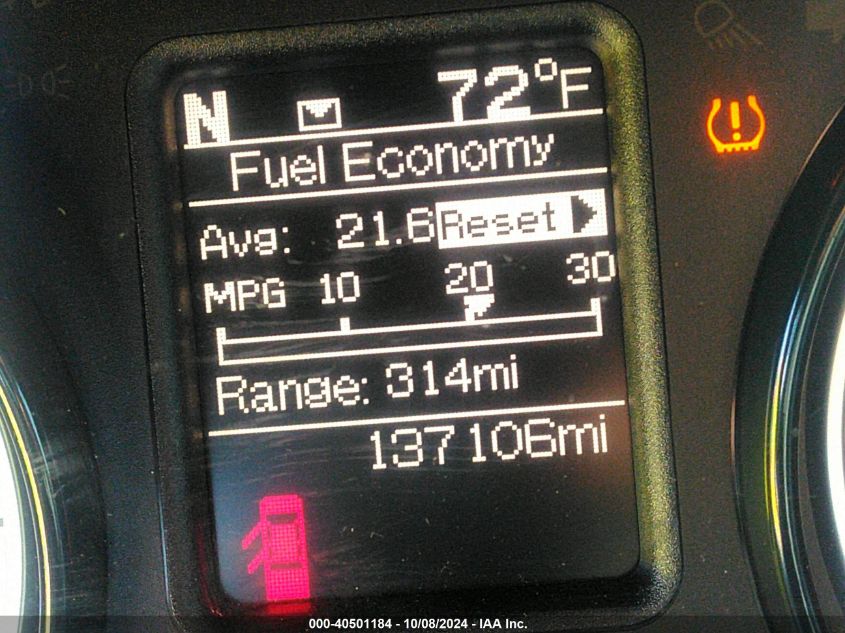 N 72°F
Fuel Economy
Avg: 21.6 Reset
MPG 10 20 30
Range: 314mi
137106mi
000-40501184 - 10/08/2024 - IAA Inc.